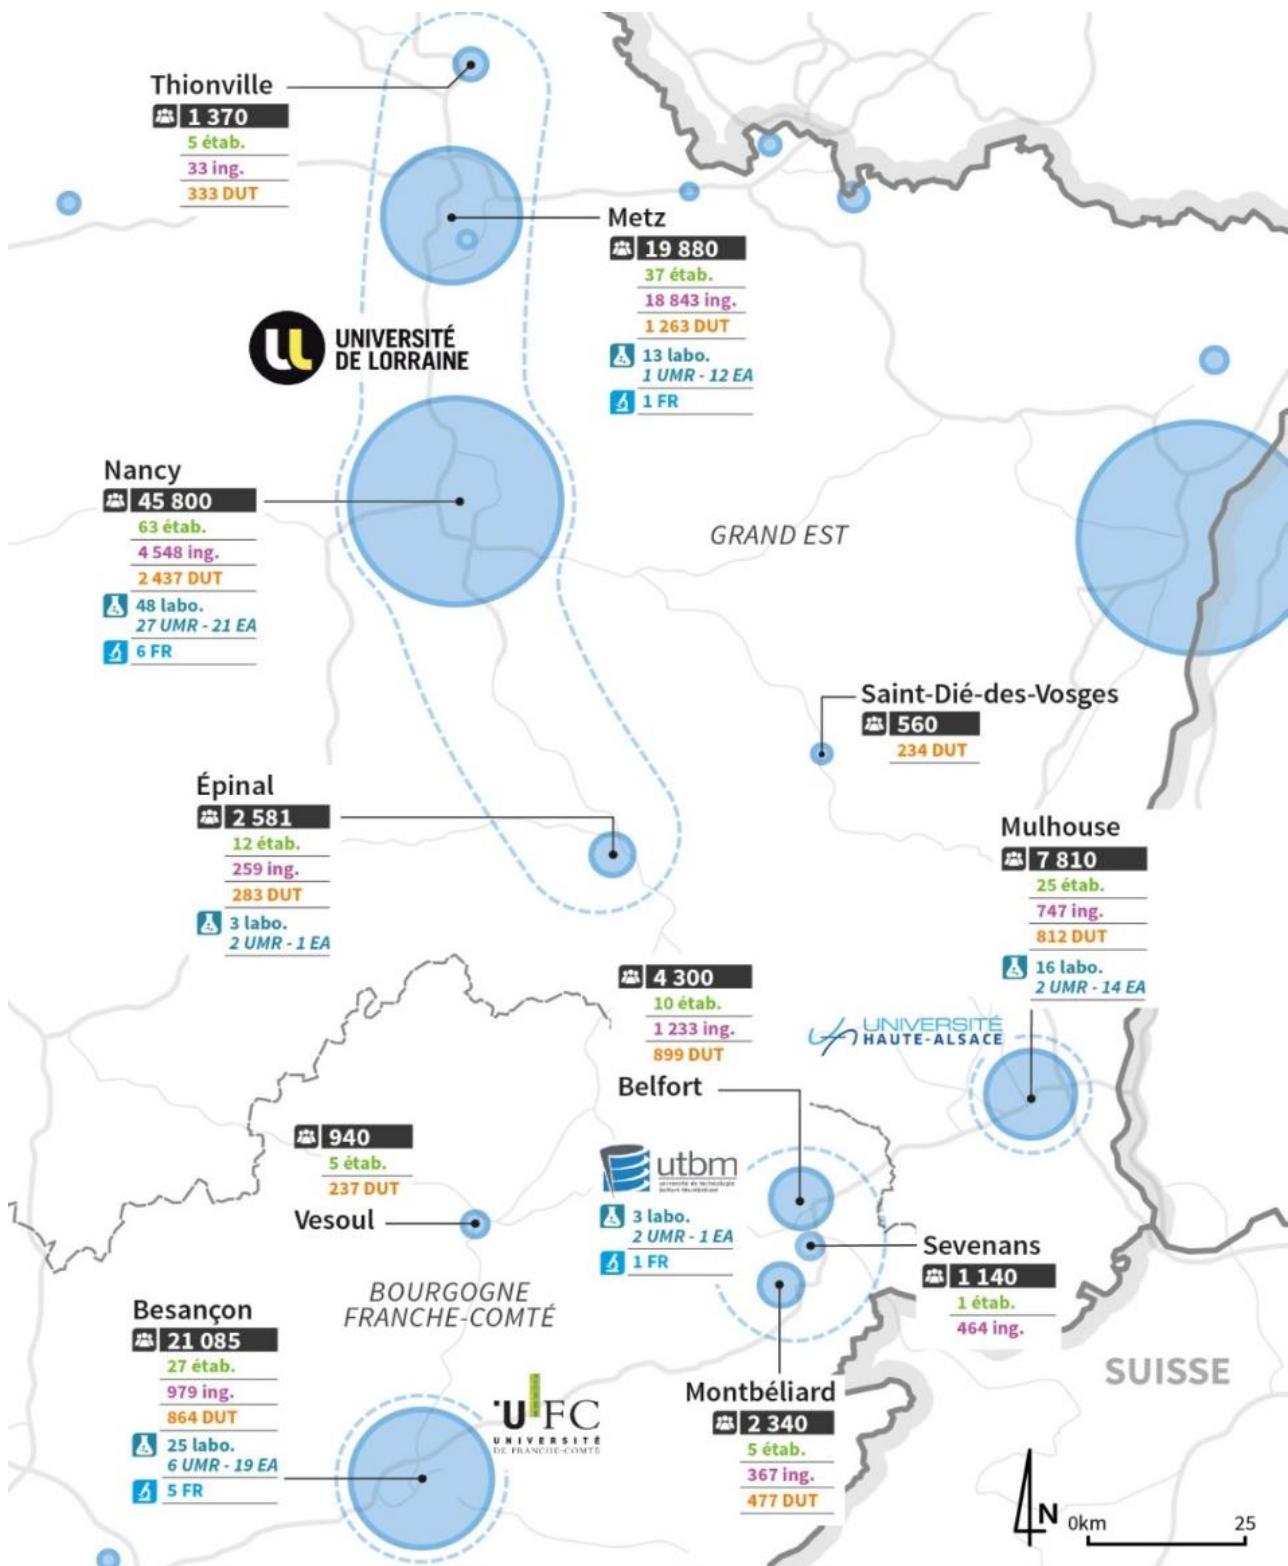 Thionville
1 370
5 étab.
33 ing.
333 DUT
Metz
19 880
37 étab.
18 843 ing.
1 263 DUT
13 labo.
1 UMR - 12 EA
1 FR
UL
UNIVERSITÉ
DE LORRAINE
Nancy
45 800
63 étab.
4 548 ing.
2 437 DUT
48 labo.
27 UMR - 21 EA
6 FR
GRAND EST
Saint-Dié-des-Vosges
560
234 DUT
Épinal
2 581
12 étab.
259 ing.
283 DUT
3 labo.
2 UMR - 1 EA
Mulhouse
7 810
25 étab.
747 ing.
812 DUT
16 labo.
2 UMR - 14 EA
UNIVERSITÉ
HAUTE-ALSACE
4 300
10 étab.
1 233 ing.
899 DUT
Belfort
940
5 étab.
237 DUT
Vesoul
utbm
université de technologie
Belfort-Montbéliard
3 labo.
2 UMR - 1 EA
1 FR
Sevenans
1 140
1 étab.
464 ing.
BOURGOGNE
FRANCHE-COMTÉ
Besançon
21 085
27 étab.
979 ing.
864 DUT
25 labo.
6 UMR - 19 EA
5 FR
UFC
UNIVERSITÉ
DE FRANCHE-COMTÉ
Montbéliard
2 340
5 étab.
367 ing.
477 DUT
SUISSE
N
0km 25